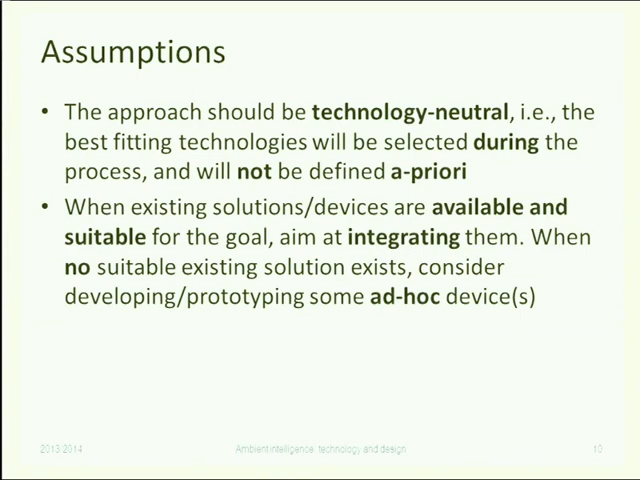 Assumptions
• The approach should be technology-neutral, i.e., the
best fitting technologies will be selected during the
process, and will not be defined a-priori
• When existing solutions/devices are available and
suitable for the goal, aim at integrating them. When
no suitable existing solution exists, consider
developing/prototyping some ad-hoc device(s)
2013/2014 Ambient intelligence: technology and design 10